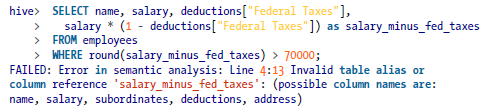 hive> SELECT name, salary, deductions["Federal Taxes"],
    >   salary * (1 - deductions["Federal Taxes"]) as salary_minus_fed_taxes
    > FROM employees
    > WHERE round(salary_minus_fed_taxes) > 70000;
FAILED: Error in semantic analysis: Line 4:13 Invalid table alias or
column reference 'salary_minus_fed_taxes': (possible column names are:
name, salary, subordinates, deductions, address)